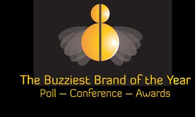 The Buzziest Brand of the Year
Poll – Conference – Awards